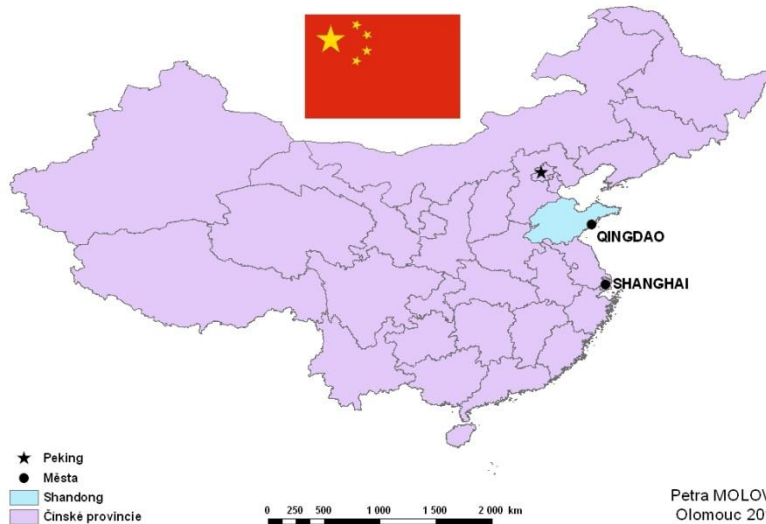 QINGDAO
SHANGHAI
Peking
Města
Shandong
Čínské provincie
0 250 500 1 000 1 500 2 000 km
Petra
Olomouc